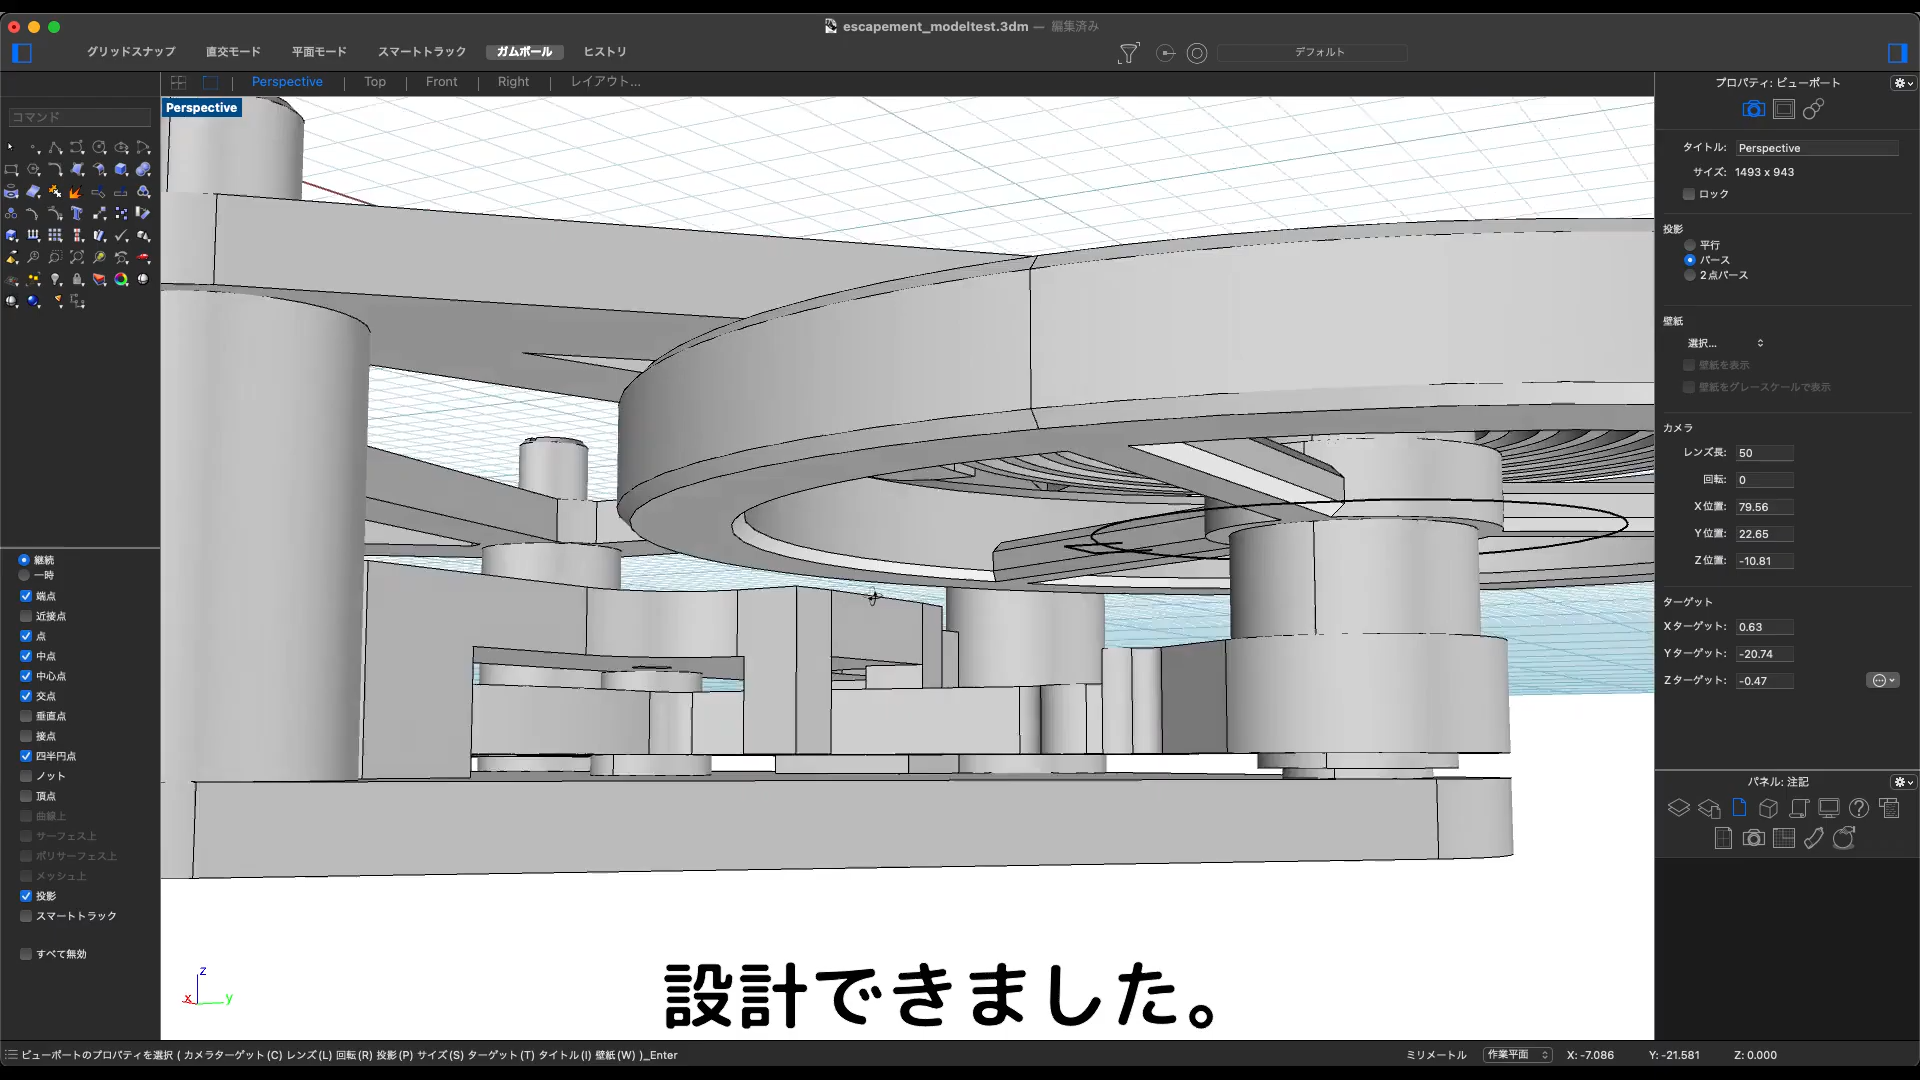 escapement_modeltest.3dm — 編集済み
グリッドスナップ 直交モード 平面モード スマートトラック ガムボール ヒストリ
デフォルト
Perspective Top Front Right レイアウト...
Perspective
コマンド
継続
一時
端点
近接点
点
中点
中心点
交点
垂直点
接点
四半円点
ノット
頂点
曲線上
サーフェス上
ポリサーフェス上
メッシュ上
投影
スマートトラック
すべて無効
z
x
y
設計できました。
プロパティ: ビューポート
タイトル: Perspective
サイズ: 1493 x 943
ロック
投影
平行
パース
2点パース
壁紙
選択...
壁紙を表示
壁紙をグレースケールで表示
カメラ
レンズ長: 50
回転: 0
X 位置: 79.56
Y 位置: 22.65
Z 位置: -10.81
ターゲット
X ターゲット: 0.63
Y ターゲット: -20.74
Z ターゲット: -0.47
パネル: 注記
ビューポートのプロパティを選択 ( カメラターゲット(C) レンズ(L) 回転(R) 投影(P) サイズ(S) ターゲット(T) タイトル(I) 壁紙(W) )_Enter
ミリメートル 作業平面 X: -7.086 Y: -21.581 Z: 0.000